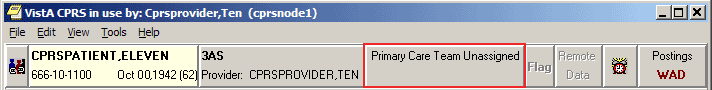 VistA CPRS in use by: Cprsprovider,Ten (cprsnode1)
File Edit View Tools Help
CPRSPATIENT,ELEVEN 3AS Primary Care Team Unassigned Flag Remote Data Postings
666-10-1100 Oct 00,1942 (62) Provider: CPRSPROVIDER,TEN WAD